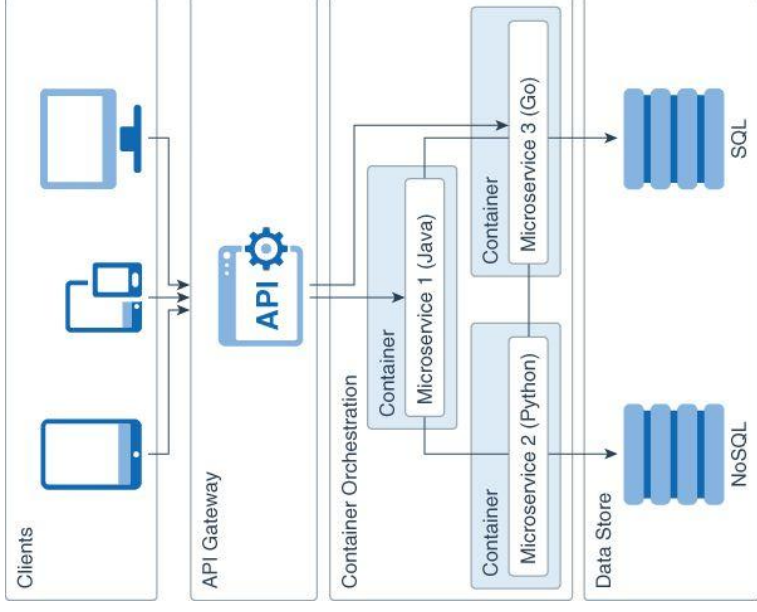 Clients
API Gateway
API
Container Orchestration
Container
Microservice 1 (Java)
Container
Microservice 2 (Python)
Container
Microservice 3 (Go)
Data Store
NoSQL
SQL